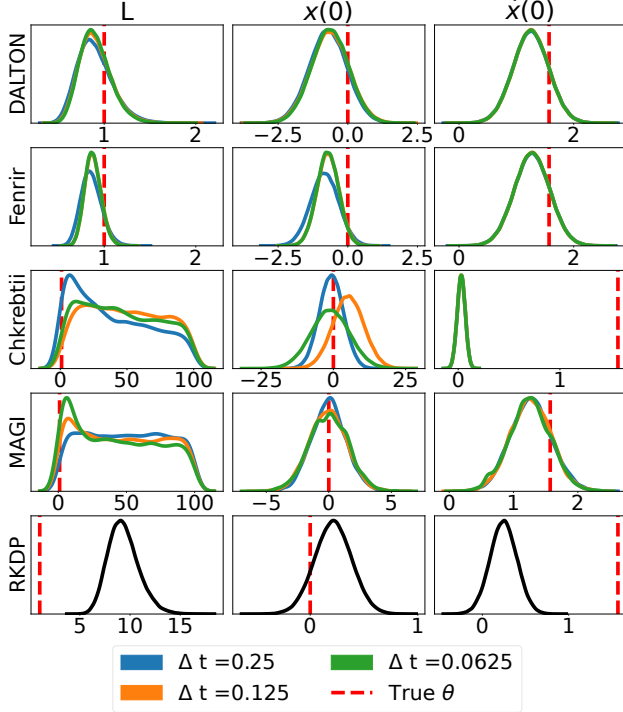 L x(0) ẋ(0)
DALTON
1 2 −2.5 0.0 2.5 0 2
Fenrir
1 2 −2.5 0.0 2.5 0 2
Chkrebtii
0 50 100 −25 0 25 0 1
MAGI
0 50 100 −5 0 5 0 1 2
RKDP
5 10 15 0 1 0 1
Δ t =0.25 Δ t =0.0625
Δ t =0.125 True θ